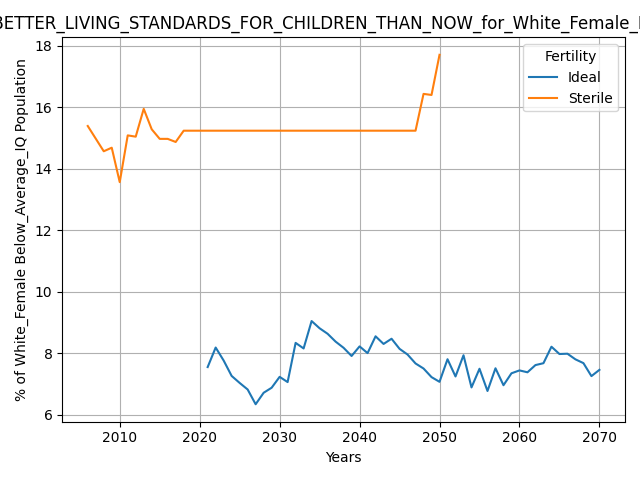 BETTER_LIVING_STANDARDS_FOR_CHILDREN_THAN_NOW_for_White_Female_
18
16
14
12
10
8
6
% of White_Female Below_Average_IQ Population
Fertility
Ideal
Sterile
2010 2020 2030 2040 2050 2060 2070
Years